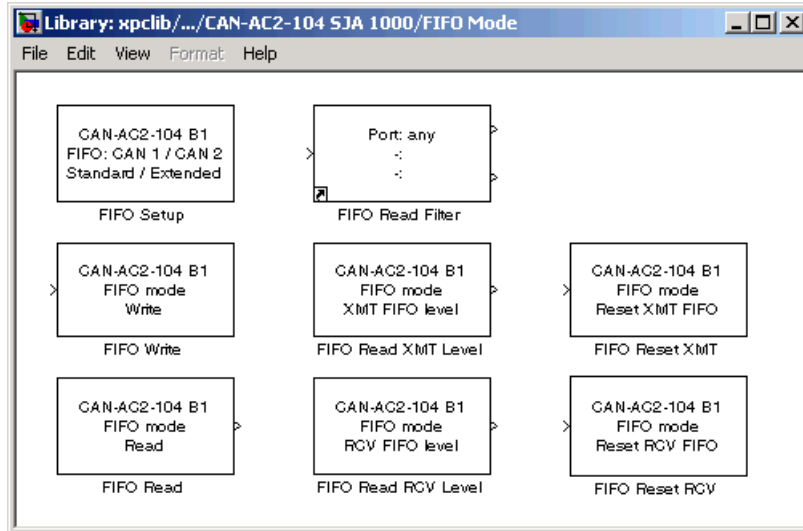 Library: xpclib/.../CAN-AC2-104 SJA 1000/FIFO Mode
File Edit View Format Help
CAN-AC2-104 B1
FIFO: CAN 1 / CAN 2
Standard / Extended
FIFO Setup
Port: any
-:
-:
FIFO Read Filter
CAN-AC2-104 B1
FIFO mode
Write
FIFO Write
CAN-AC2-104 B1
FIFO mode
XMT FIFO level
FIFO Read XMT Level
CAN-AC2-104 B1
FIFO mode
Reset XMT FIFO
FIFO Reset XMT
CAN-AC2-104 B1
FIFO mode
Read
FIFO Read
CAN-AC2-104 B1
FIFO mode
RCV FIFO level
FIFO Read RCV Level
CAN-AC2-104 B1
FIFO mode
Reset RCV FIFO
FIFO Reset RCV